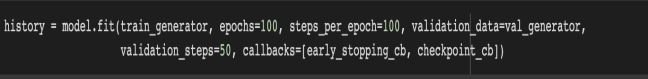 history = model.fit(train_generator, epochs=100, steps_per_epoch=100, validation_data=val_generator,
validation_steps=50, callbacks=[early_stopping_cb, checkpoint_cb])